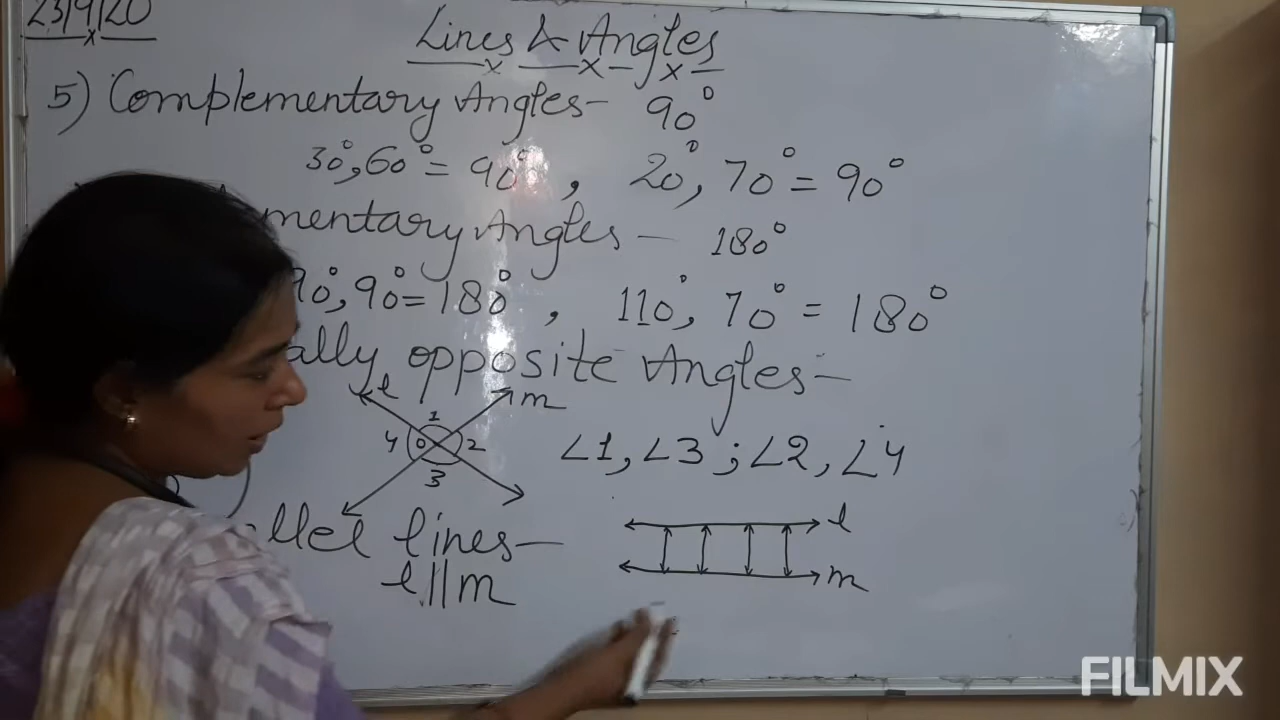 23/9/20
Lines & Angles
5) Complementary Angles- 90°
30°, 60° = 90°, 20°, 70° = 90°
mentary Angles - 180°
90°, 90° = 180°, 110°, 70° = 180°
ally opposite Angles-
l m
1
4 O 2
3
∠1, ∠3 ; ∠2, ∠4
llel lines-
l
l||m
m
FILMIX